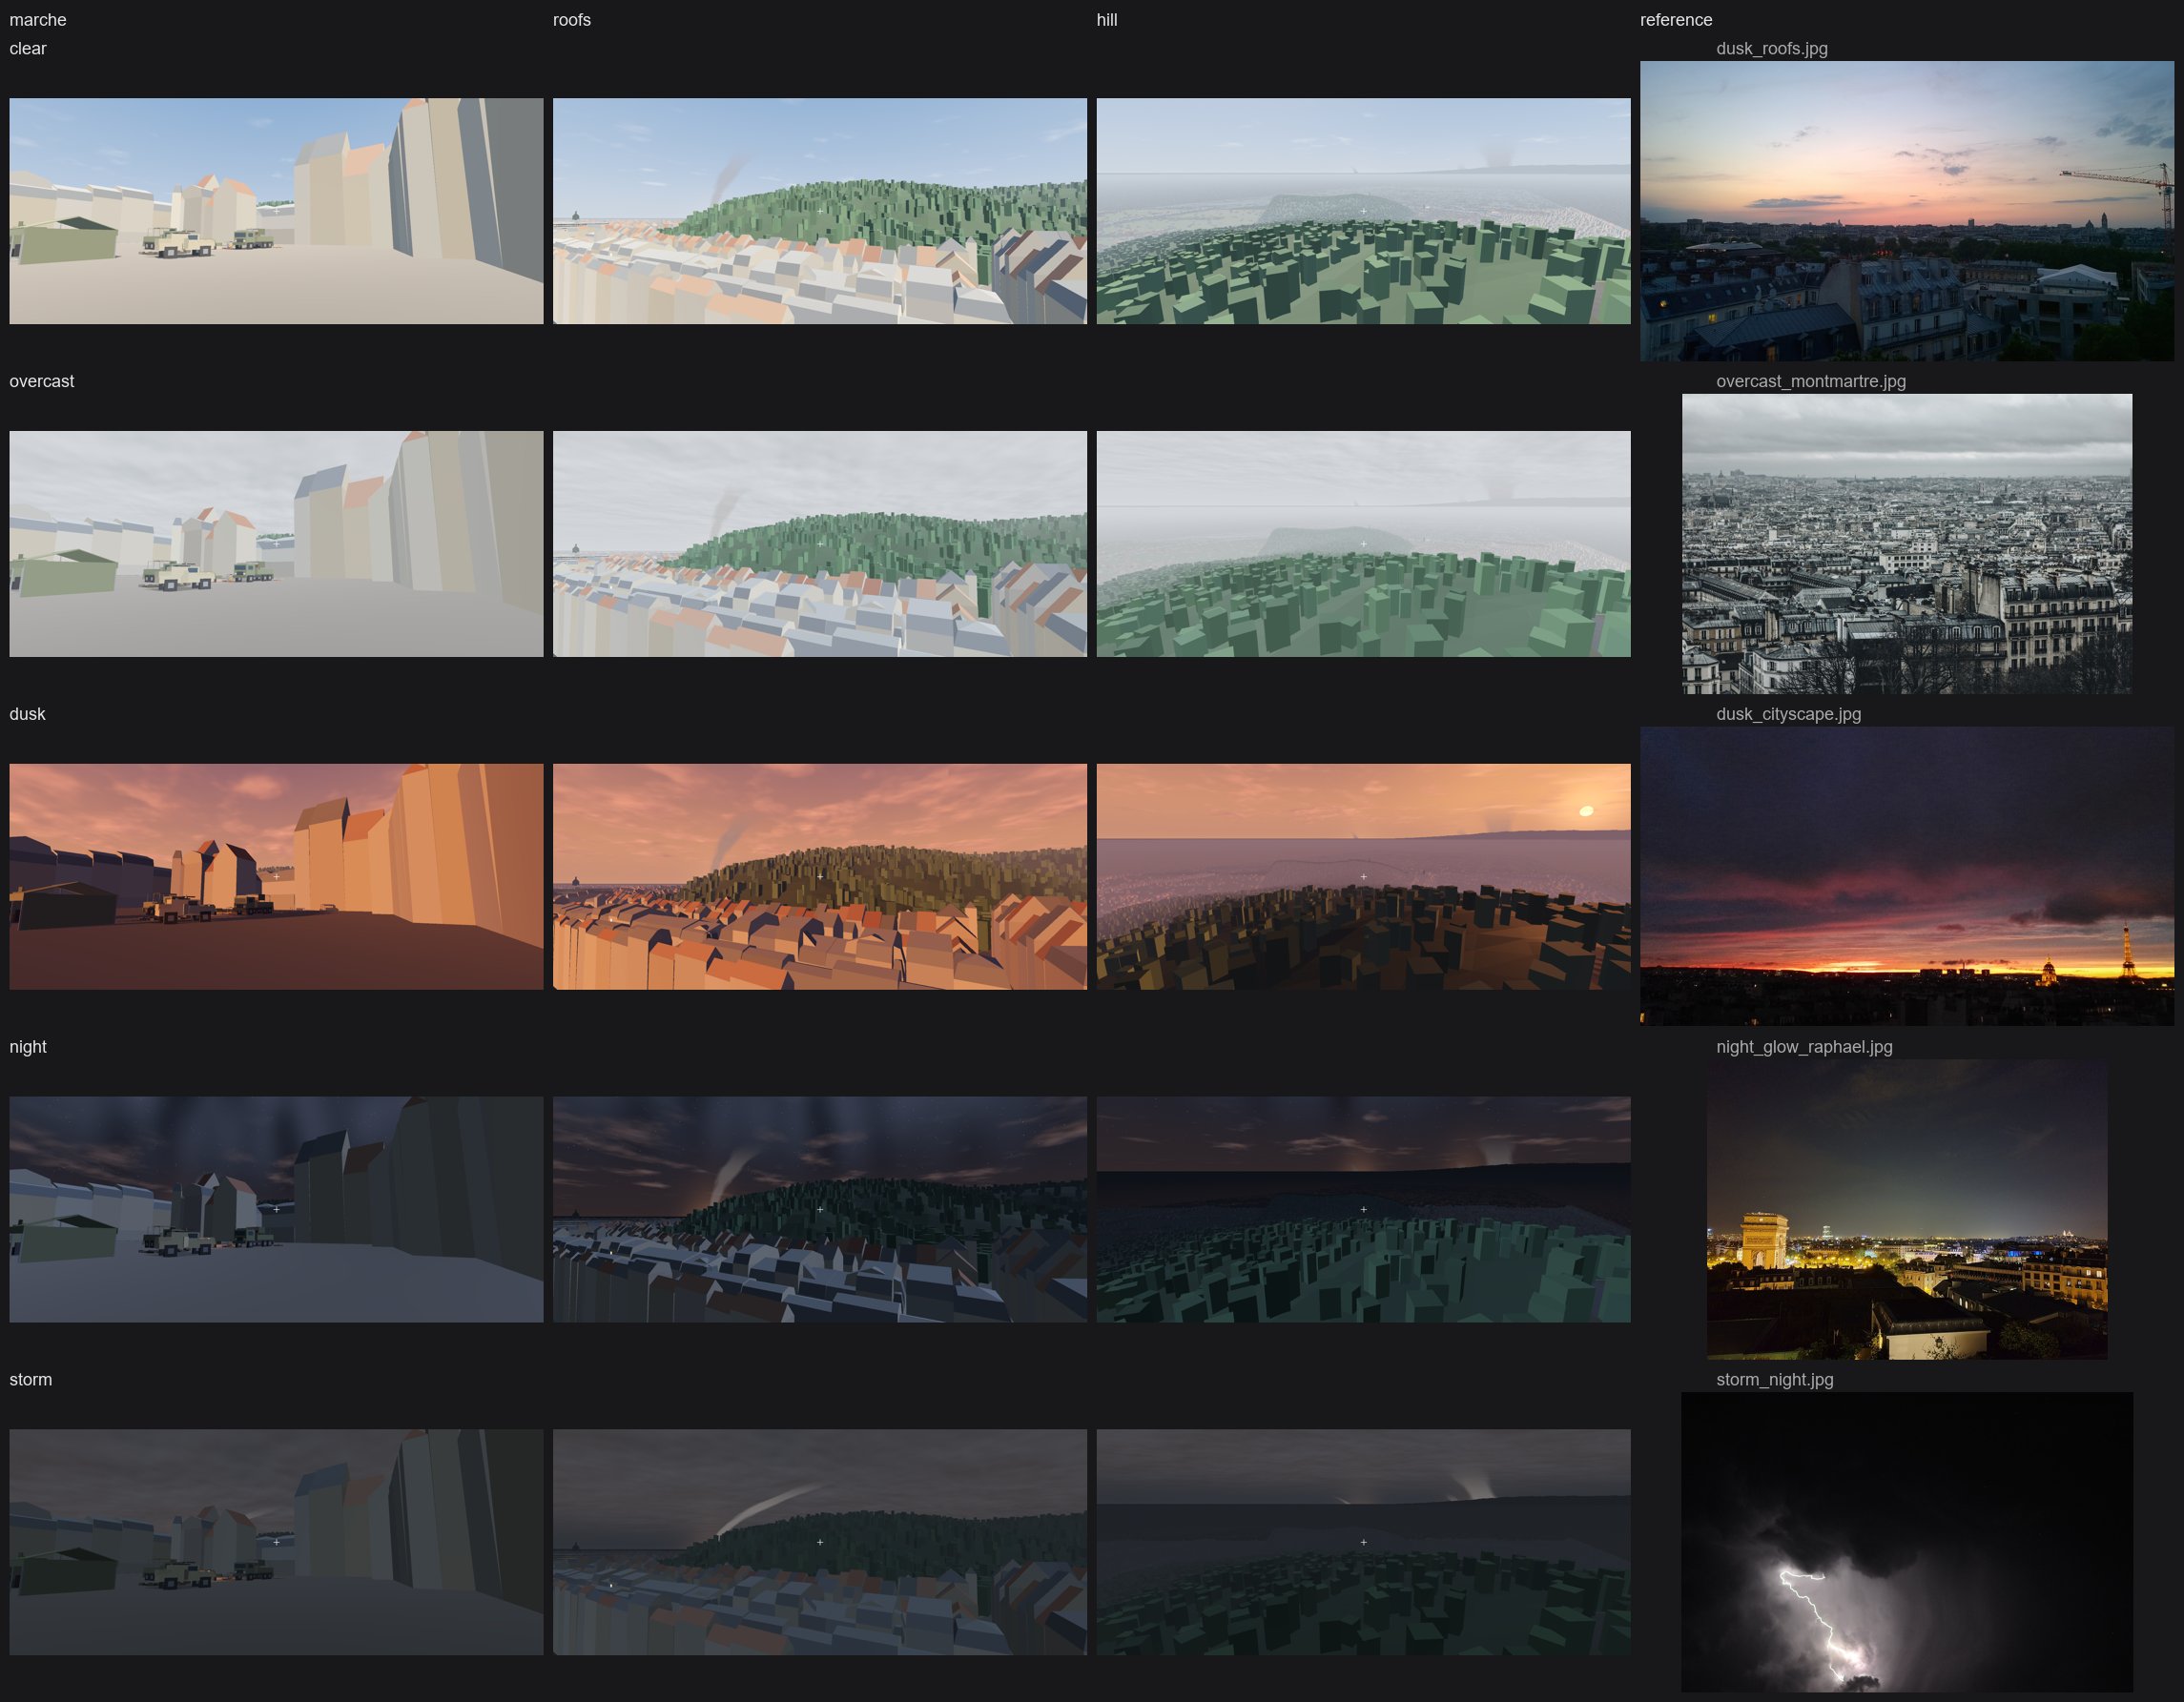 marche roofs hill reference
clear dusk_roofs.jpg
overcast overcast_montmartre.jpg
dusk dusk_cityscape.jpg
night night_glow_raphael.jpg
storm storm_night.jpg